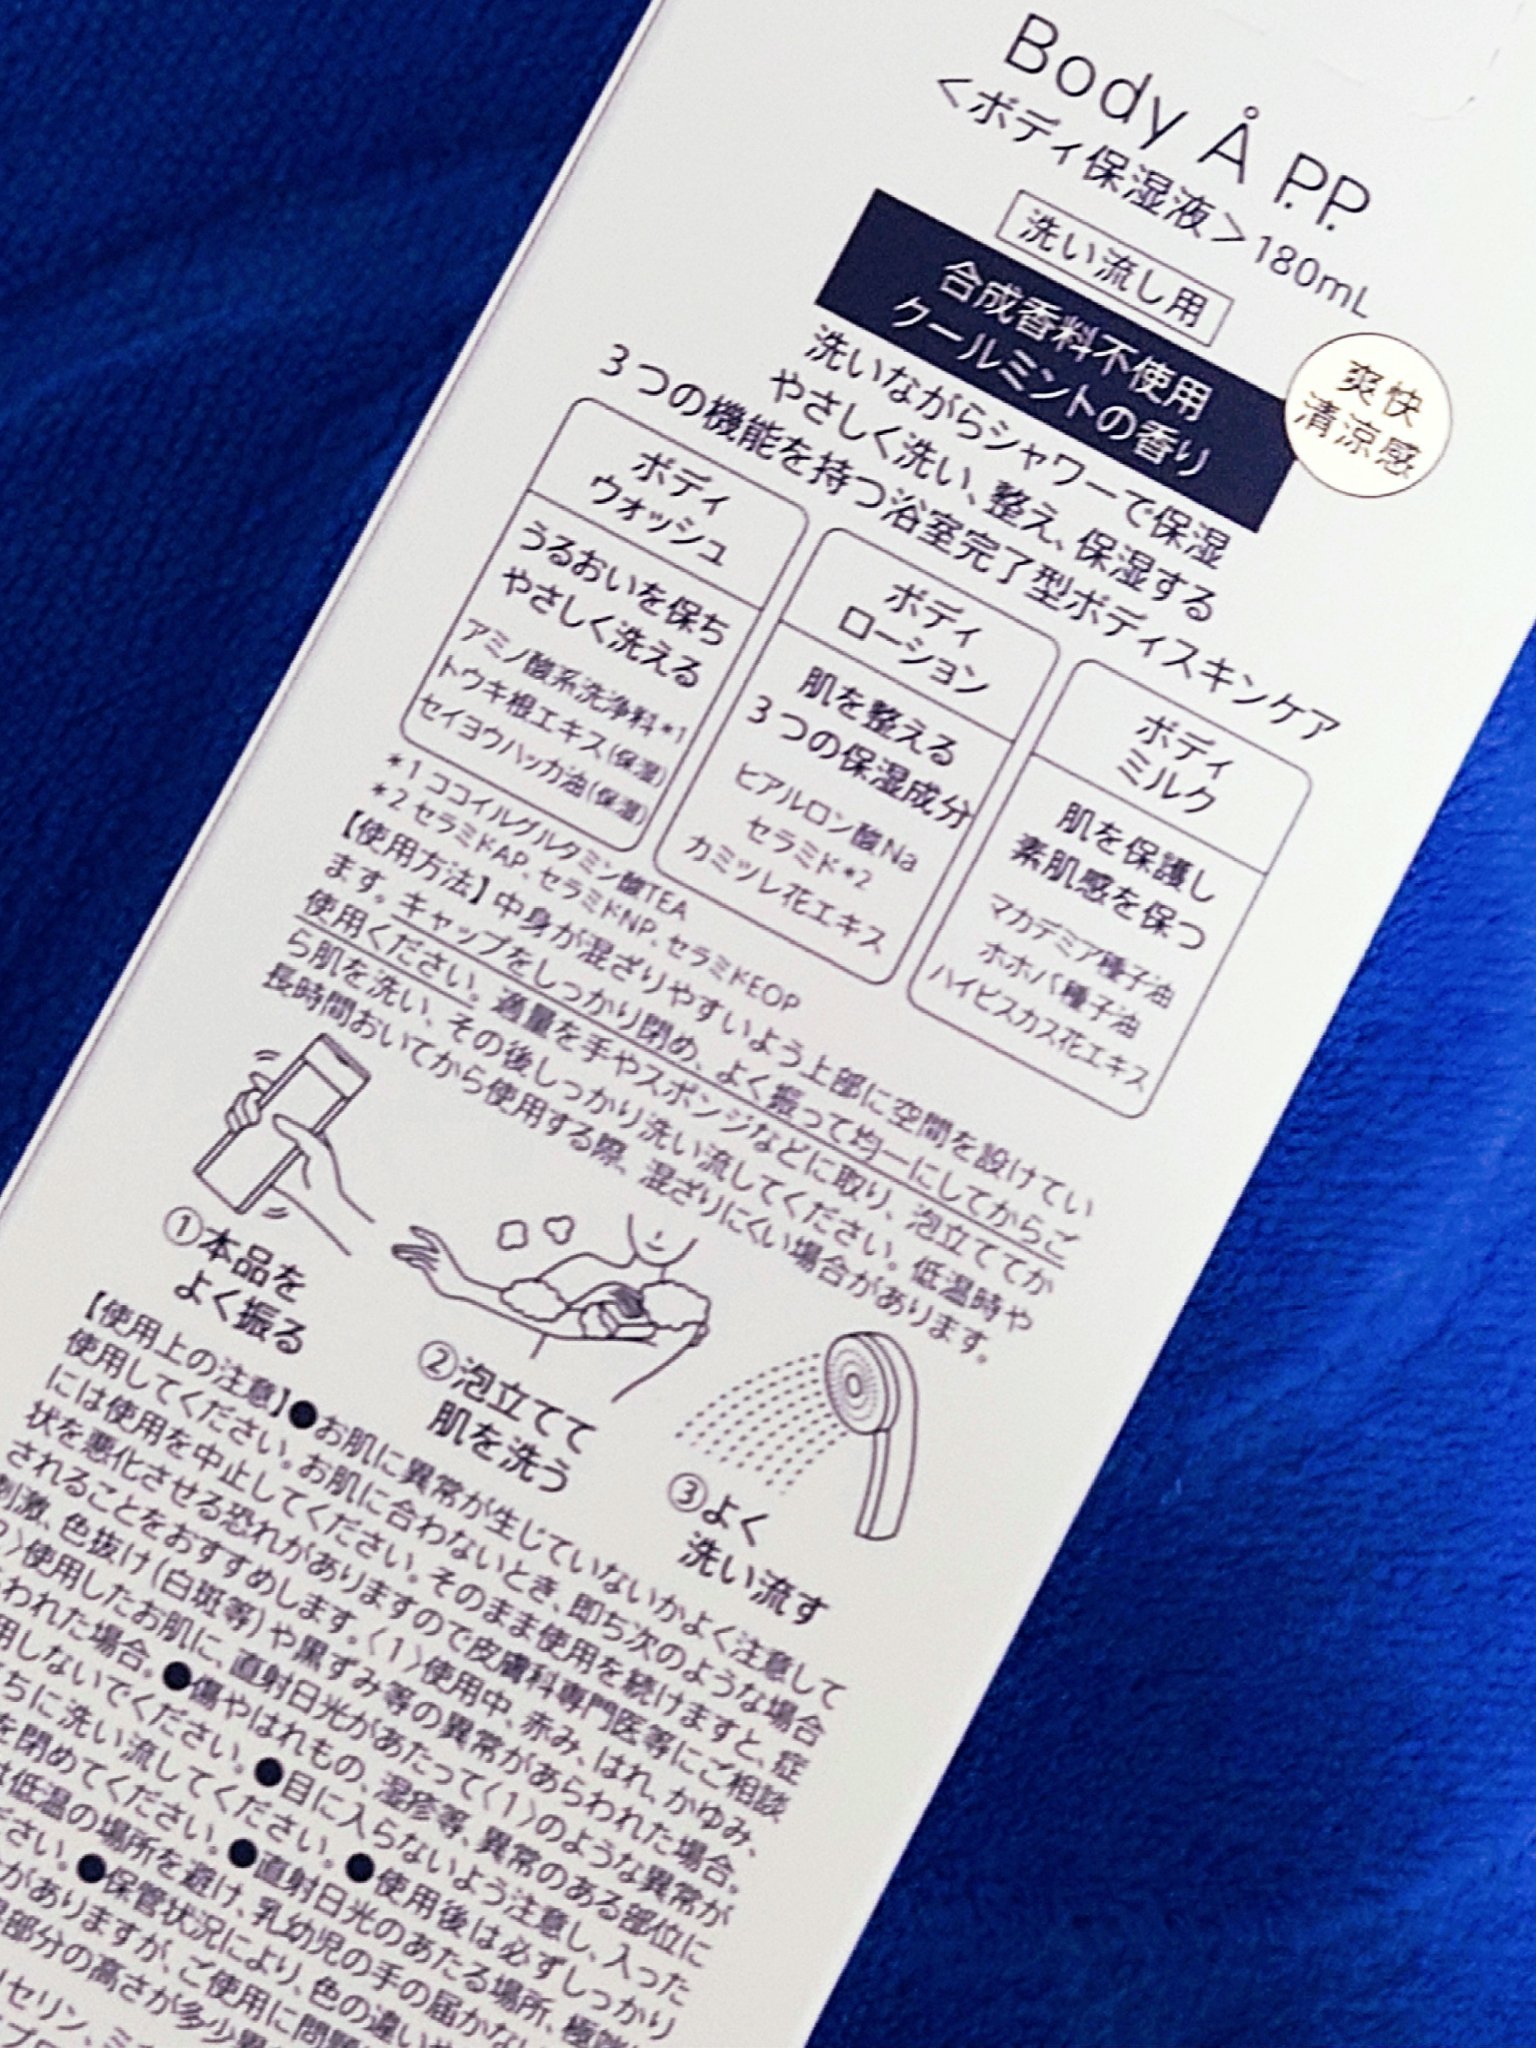 Body Å P.P.
<ボディ保湿液>180mL
洗い流し用
合成香料不使用
クールミントの香り
爽快
清涼感
洗いながらシャワーで保湿
やさしく洗い、整え、保湿する
3つの機能を持つ浴室完了型ボディスキンケア
ボディ
ウォッシュ
うるおいを保ち
やさしく洗える
アミノ酸系洗浄料*1
トウキ根エキス(保湿)
セイヨウハッカ油(保湿)
ボディ
ローション
肌を整える
3つの保湿成分
ヒアルロン酸Na
セラミド*2
カミツレ花エキス
ボディ
ミルク
肌を保護し
素肌感を保つ
マカデミア種子油
ホホバ種子油
ハイビスカス花エキス
*1 ココイルグルタミン酸TEA
*2 セラミドAP、セラミドNP、セラミドEOP
【使用方法】中身が混ざりやすいよう上部に空間を設けてい
ます。キャップをしっかり閉め、よく振って均一にしてからご
使用ください。適量を手やスポンジなどに取り、泡立ててか
ら肌を洗い、その後しっかり洗い流してください。低温時や
長時間おいてから使用する際、混ざりにくい場合があります。
①本品を
よく振る
②泡立てて
肌を洗う
③よく
洗い流す
【使用上の注意】●お肌に異常が生じていないかよく注意して
使用してください。お肌に合わないとき、即ち次のような場合
には使用を中止してください。そのまま使用を続けますと、症
状を悪化させる恐れがありますので皮膚科専門医等にご相談
されることをおすすめします。〈1〉使用中、赤み、はれ、かゆみ、
刺激、色抜け(白斑等)や黒ずみ等の異常があらわれた場合。
〉使用したお肌に、直射日光があたって〈1〉のような異常が
われた場合。●傷やはれもの、湿疹等、異常のある部位に
用しないでください。●目に入らないよう注意し、入った
ちに洗い流してください。●使用後は必ずしっかり
を閉めてください。●直射日光のあたる場所、極端
低温の場所を避け、乳幼児の手の届かない
さい。●保管状況により、色の違いや
がありますが、ご使用に問題
部分の高さが多少異
セリン、ミ